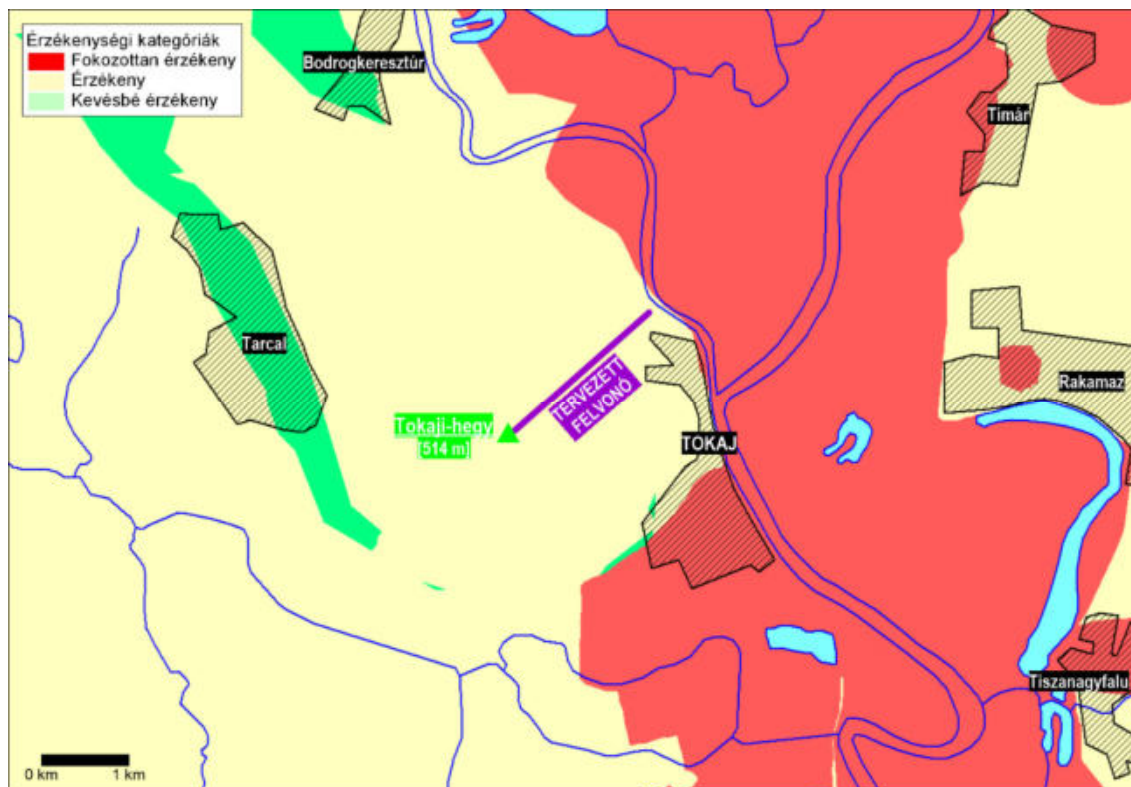 Érzékenységi kategóriák
Fokozottan érzékeny
Érzékeny
Kevésbé érzékeny
Bodrogkeresztúr
Timár
Tarcal
Rakamaz
TERVEZETT
FELVONÓ
Tokaji-hegy
[514 m]
TOKAJ
Tiszanagyfalu
0 km 1 km